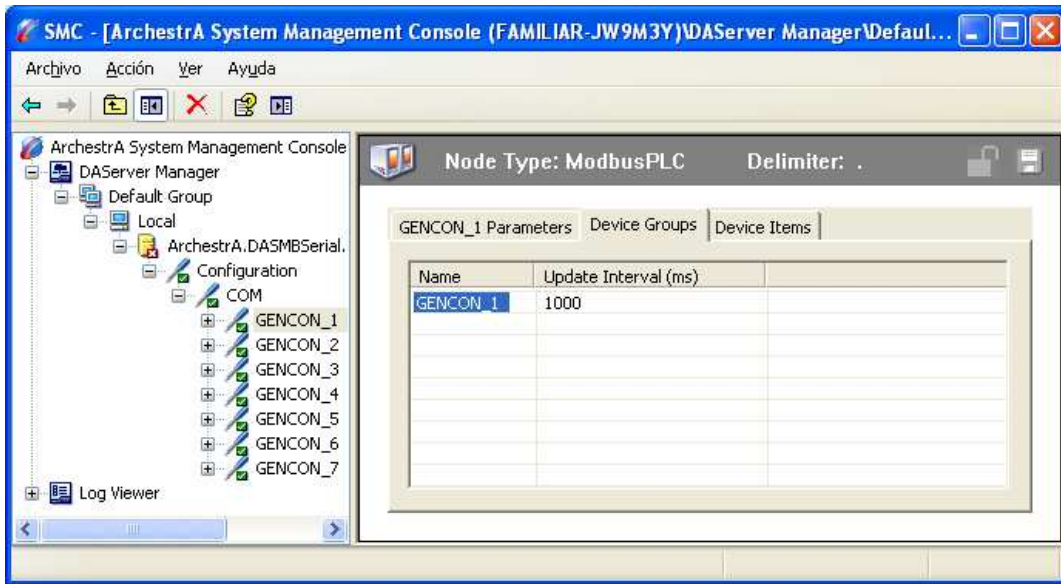 SMC - [ArchestrA System Management Console (FAMILIAR-JW9M3Y)\DAServer Manager\Defaul...
Archivo Acción Ver Ayuda
ArchestrA System Management Console
DAServer Manager
Default Group
Local
ArchestrA.DASMBSerial.
Configuration
COM
GENCON_1
GENCON_2
GENCON_3
GENCON_4
GENCON_5
GENCON_6
GENCON_7
Log Viewer
Node Type: ModbusPLC Delimiter: .
GENCON_1 Parameters Device Groups Device Items
Name Update Interval (ms)
GENCON_1 1000